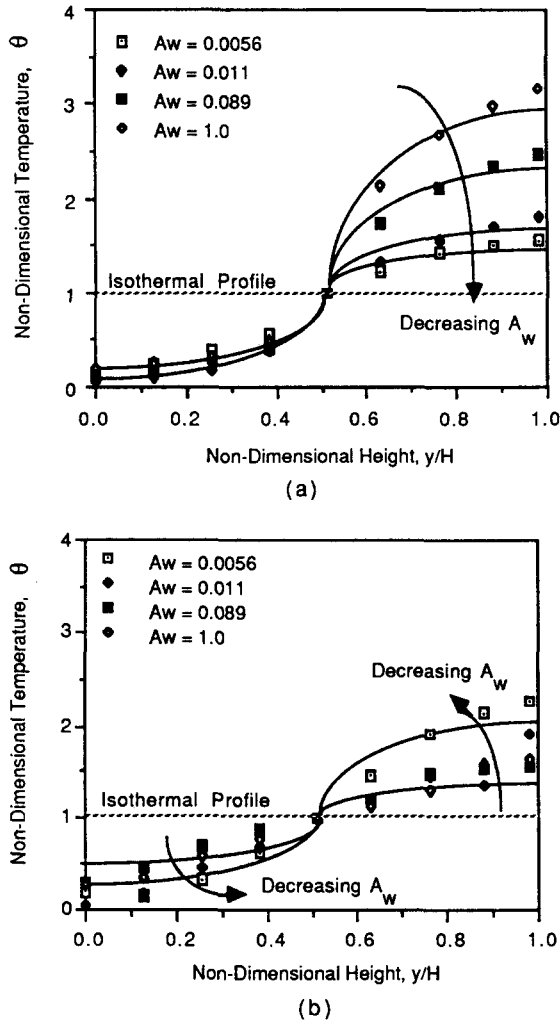 4
3
2
1
0
Non-Dimensional Temperature, θ
Aw = 0.0056
Aw = 0.011
Aw = 0.089
Aw = 1.0
Isothermal Profile
Decreasing Aw
0.0 0.2 0.4 0.6 0.8 1.0
Non-Dimensional Height, y/H
(a)
4
3
2
1
0
Non-Dimensional Temperature, θ
Aw = 0.0056
Aw = 0.011
Aw = 0.089
Aw = 1.0
Decreasing Aw
Isothermal Profile
Decreasing Aw
0.0 0.2 0.4 0.6 0.8 1.0
Non-Dimensional Height, y/H
(b)